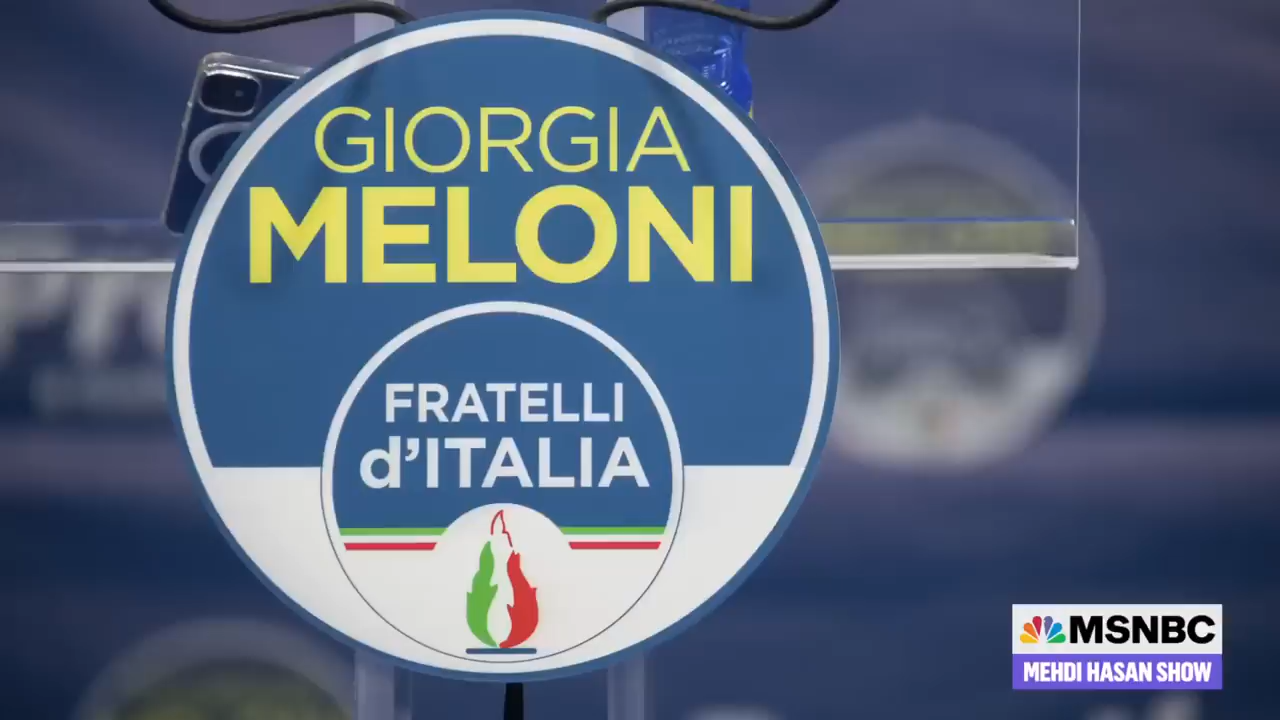 GIORGIA
MELONI
FRATELLI
d'ITALIA
MSNBC
MEHDI HASAN SHOW